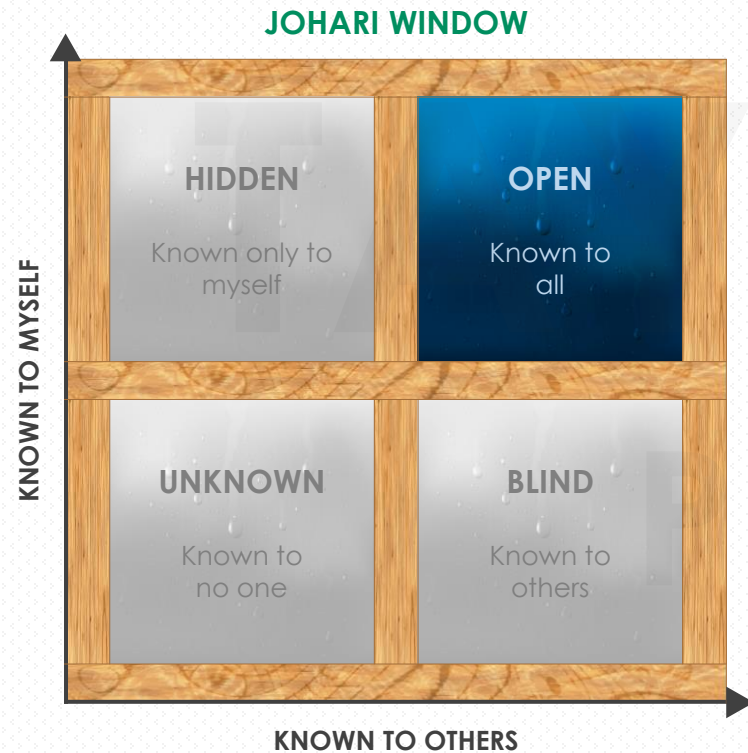 JOHARI WINDOW
KNOWN TO MYSELF
HIDDEN
Known only to
myself
OPEN
Known to
all
UNKNOWN
Known to
no one
BLIND
Known to
others
KNOWN TO OTHERS